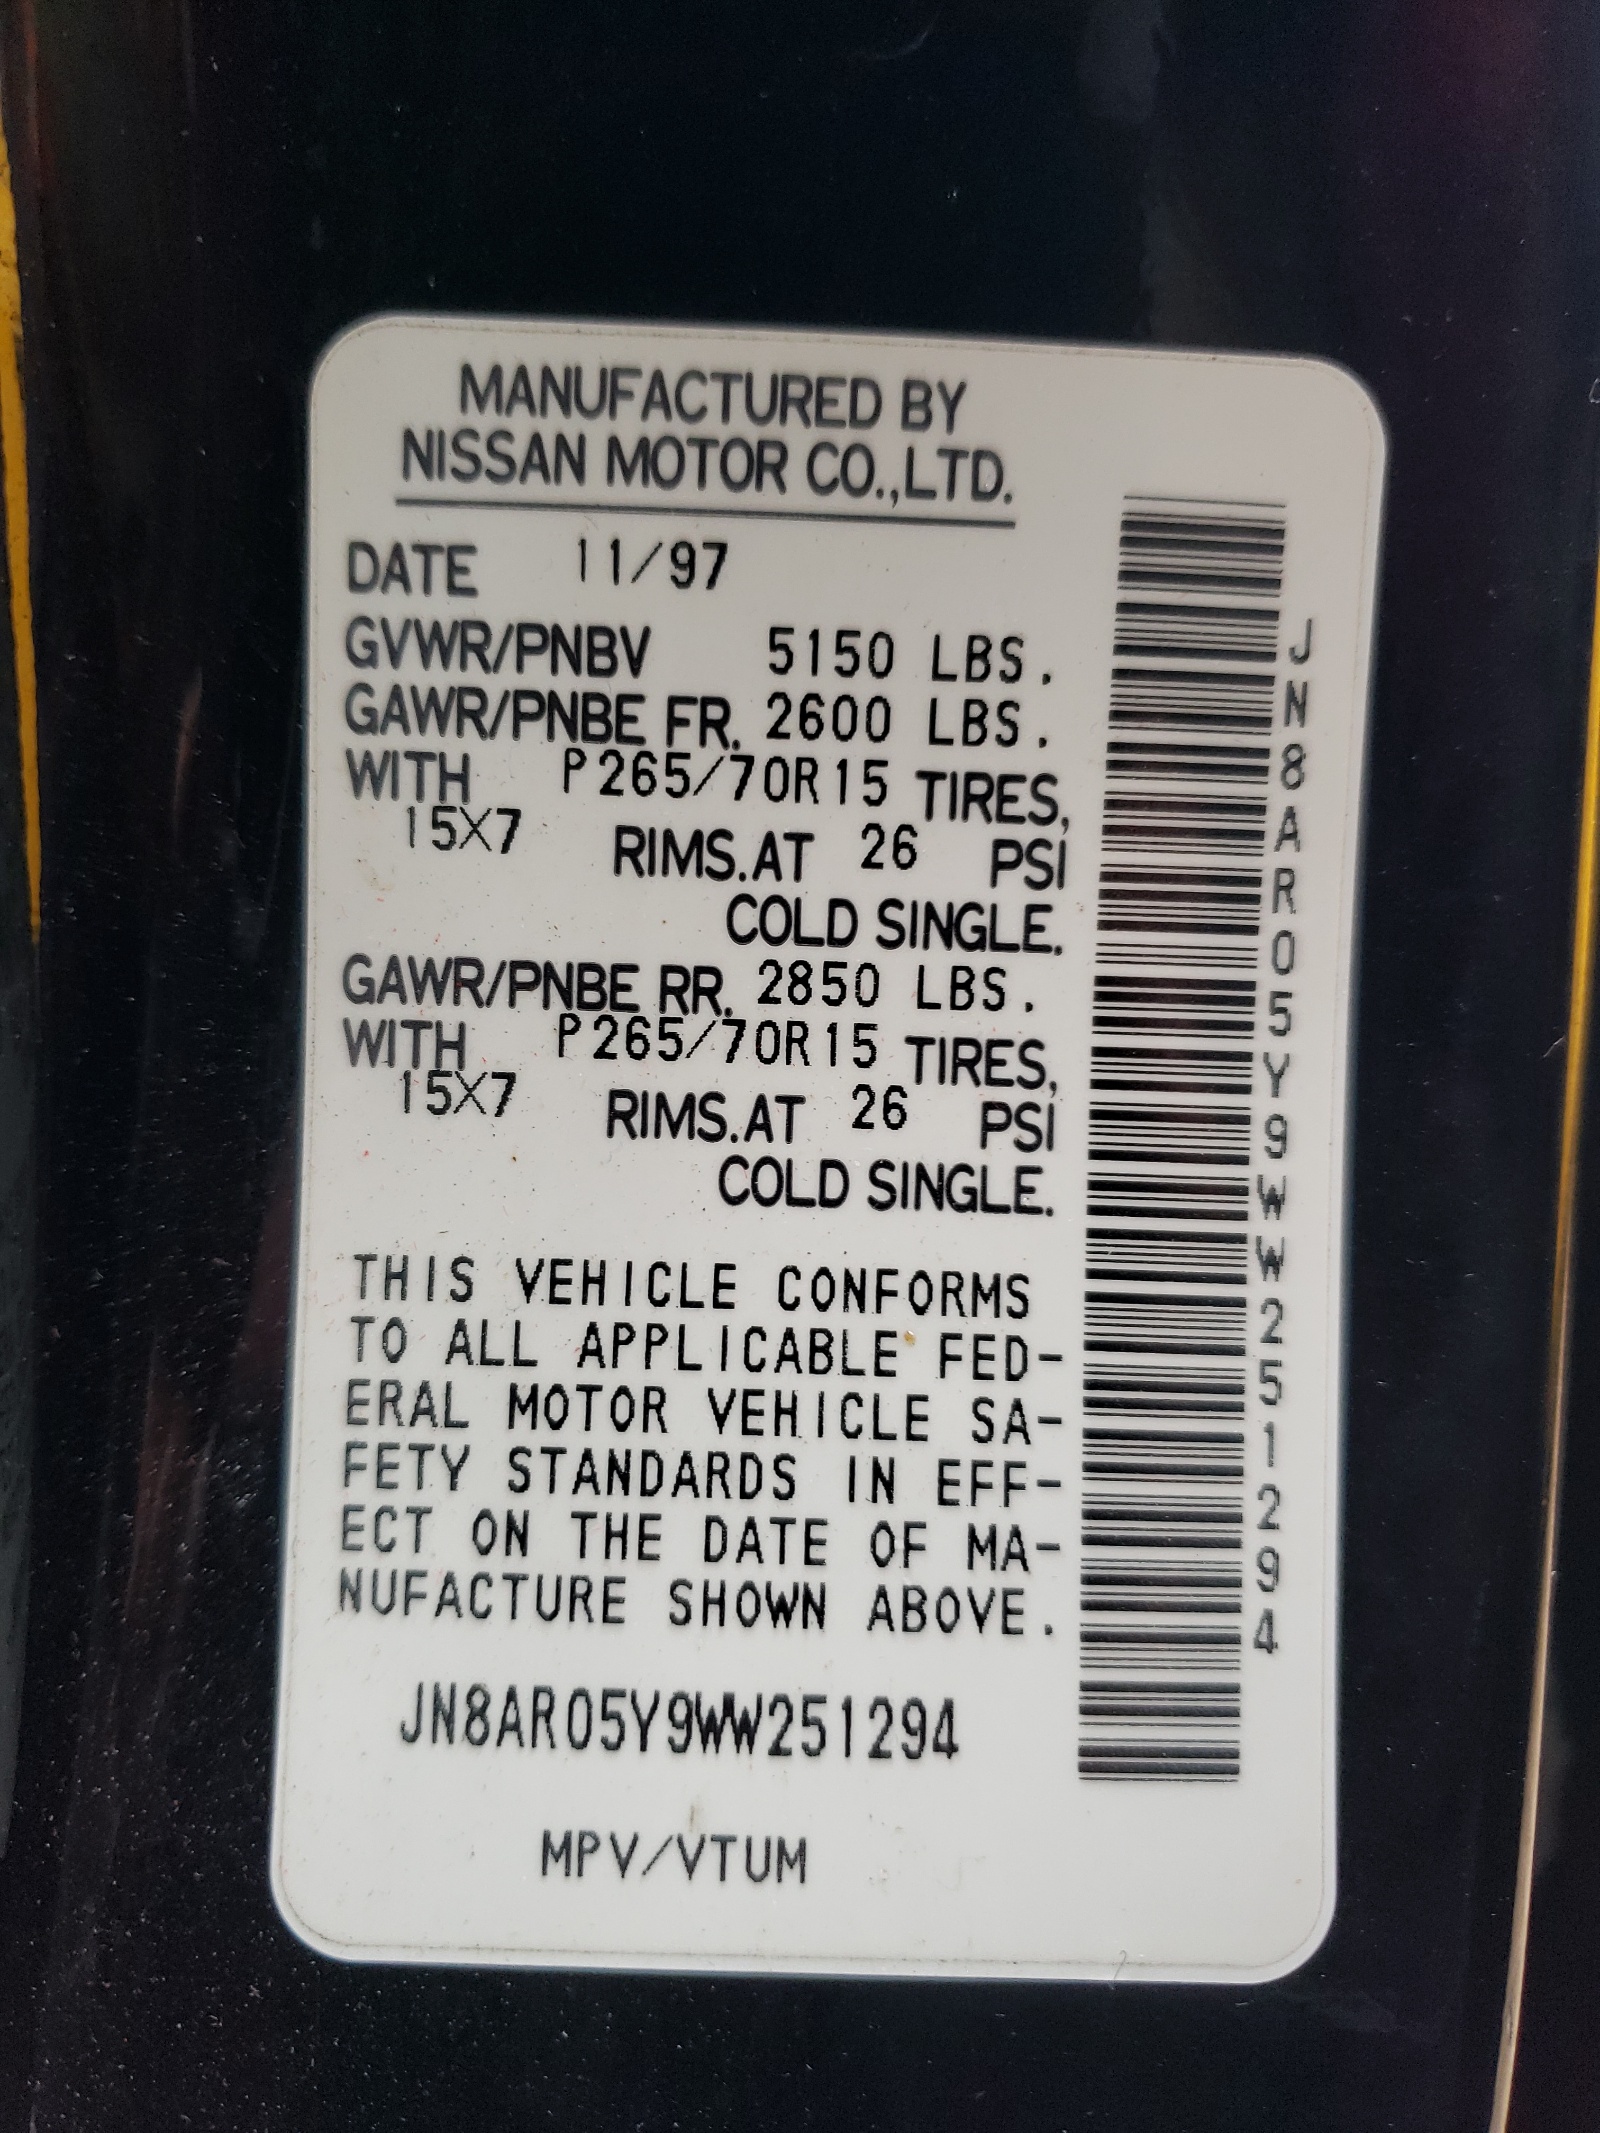 MANUFACTURED BY
NISSAN MOTOR CO.,LTD.
DATE 11/97
GVWR/PNBV 5150 LBS.
GAWR/PNBE FR. 2600 LBS.
WITH P265/70R15 TIRES,
15X7 RIMS.AT 26 PSI
COLD SINGLE.
GAWR/PNBE RR. 2850 LBS.
WITH P265/70R15 TIRES,
15X7 RIMS.AT 26 PSI
COLD SINGLE.
THIS VEHICLE CONFORMS
TO ALL APPLICABLE FED-
ERAL MOTOR VEHICLE SA-
FETY STANDARDS IN EFF-
ECT ON THE DATE OF MA-
NUFACTURE SHOWN ABOVE.
JN8AR05Y9WW251294
MPV/VTUM
JN8AR05Y9WW251294